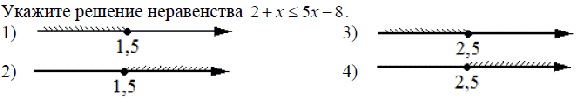 Укажите решение неравенства 2 + x ≤ 5x − 8.
1) 1,5
3) 2,5
2) 1,5
4) 2,5